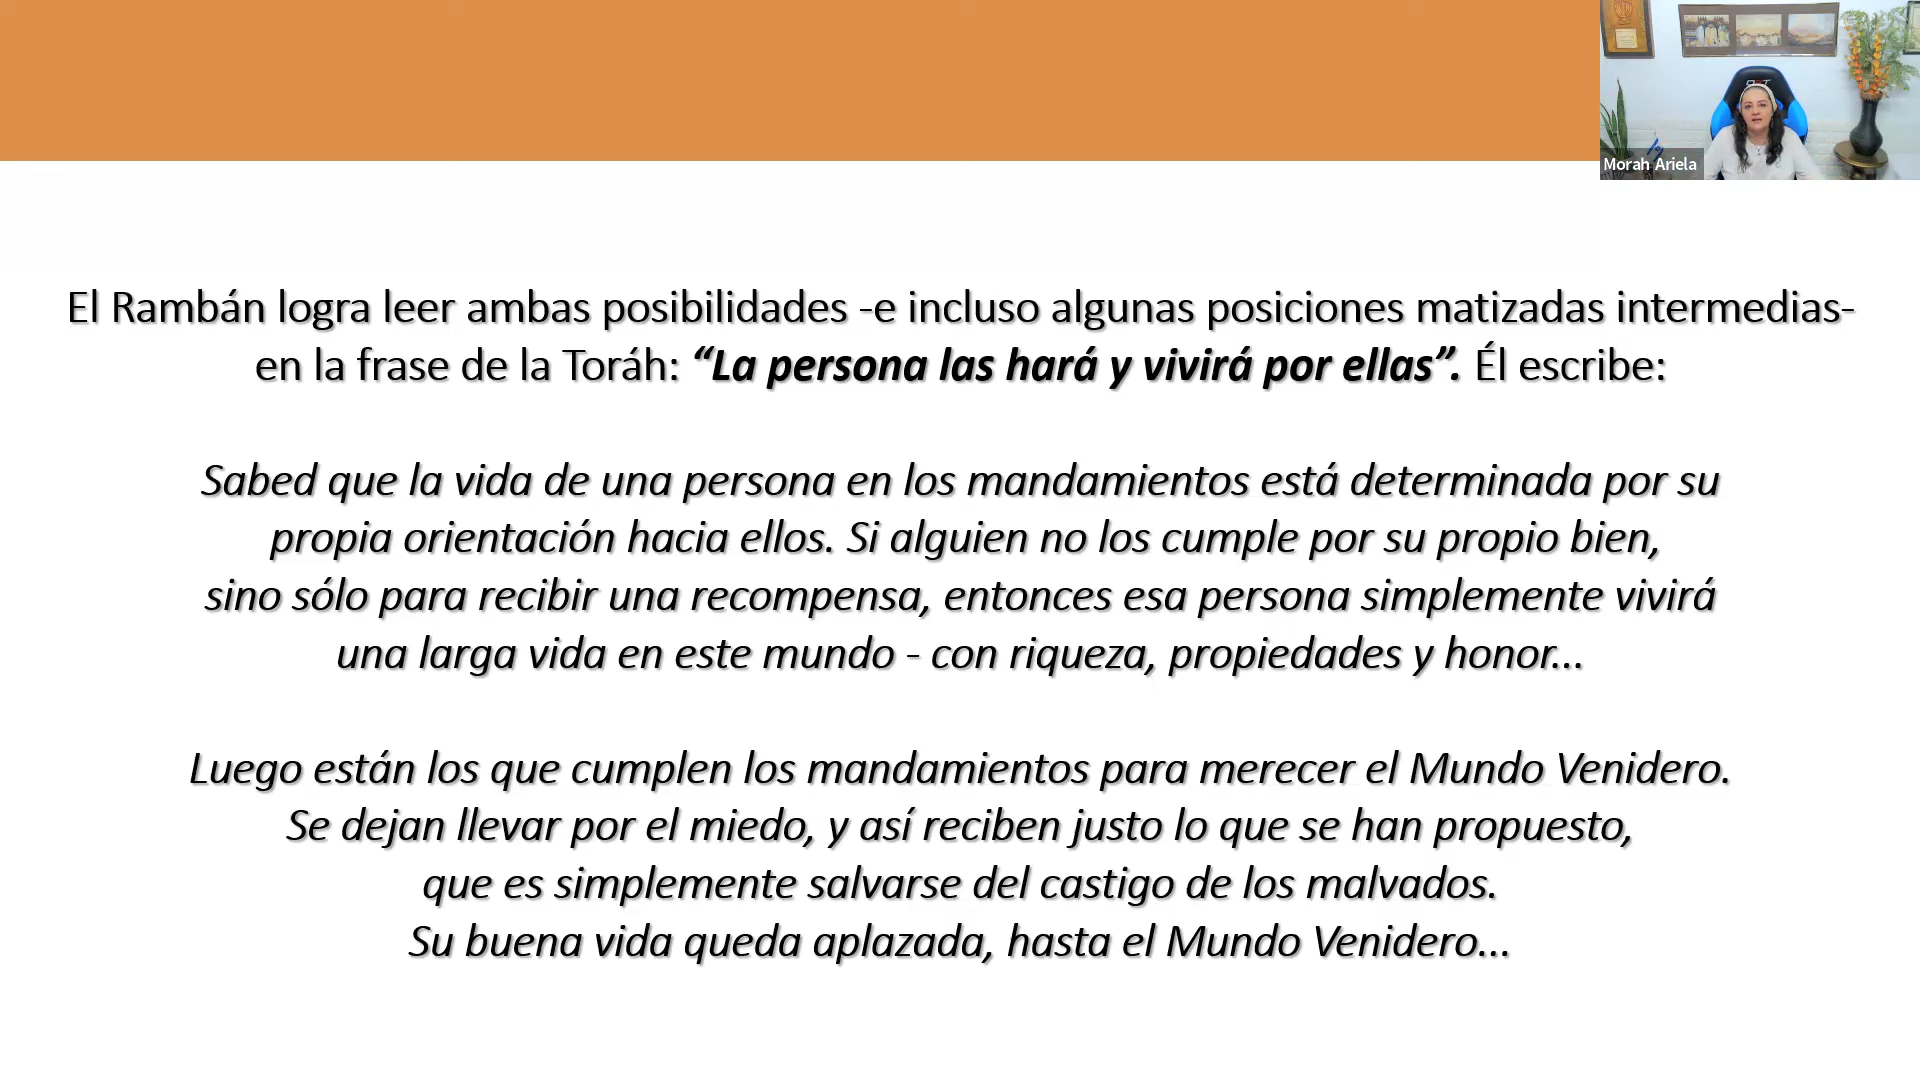 Morah Ariela
El Rambán logra leer ambas posibilidades -e incluso algunas posiciones matizadas intermedias-
en la frase de la Toráh: “La persona las hará y vivirá por ellas”. Él escribe:
Sabed que la vida de una persona en los mandamientos está determinada por su
propia orientación hacia ellos. Si alguien no los cumple por su propio bien,
sino sólo para recibir una recompensa, entonces esa persona simplemente vivirá
una larga vida en este mundo - con riqueza, propiedades y honor...
Luego están los que cumplen los mandamientos para merecer el Mundo Venidero.
Se dejan llevar por el miedo, y así reciben justo lo que se han propuesto,
que es simplemente salvarse del castigo de los malvados.
Su buena vida queda aplazada, hasta el Mundo Venidero...